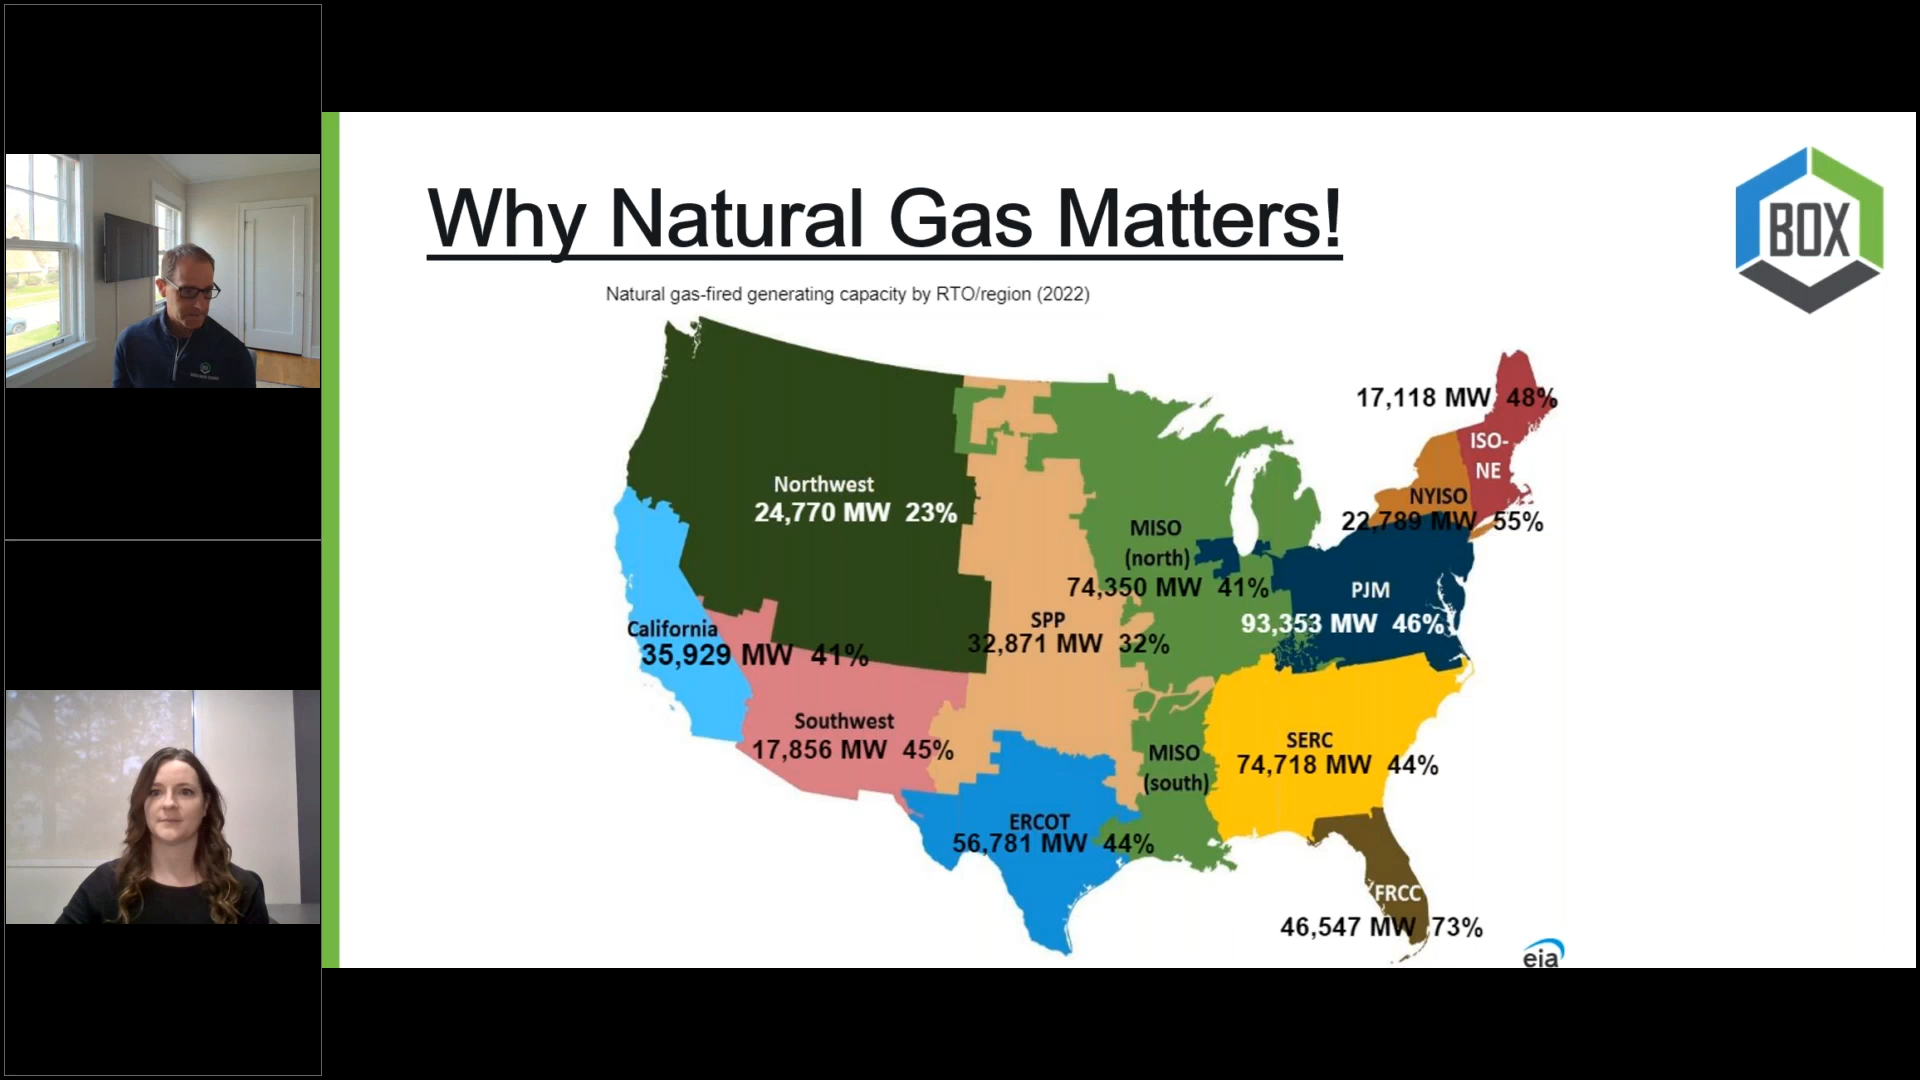 Why Natural Gas Matters!
BOX
Natural gas-fired generating capacity by RTO/region (2022)
17,118 MW 48%
ISO-
NE
Northwest
24,770 MW 23%
NYISO
22,789 MW 55%
MISO
(north)
74,350 MW 41%
PJM
93,353 MW 46%
California
35,929 MW 41%
SPP
32,871 MW 32%
Southwest
17,856 MW 45%
MISO
(south)
SERC
74,718 MW 44%
ERCOT
56,781 MW 44%
FRCC
46,547 MW 73%
eia